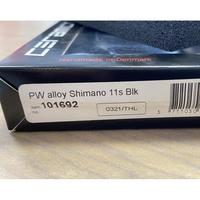 Handmade in Denmark
PW alloy Shimano 11s Blk
Item no. 101692
0321/THL